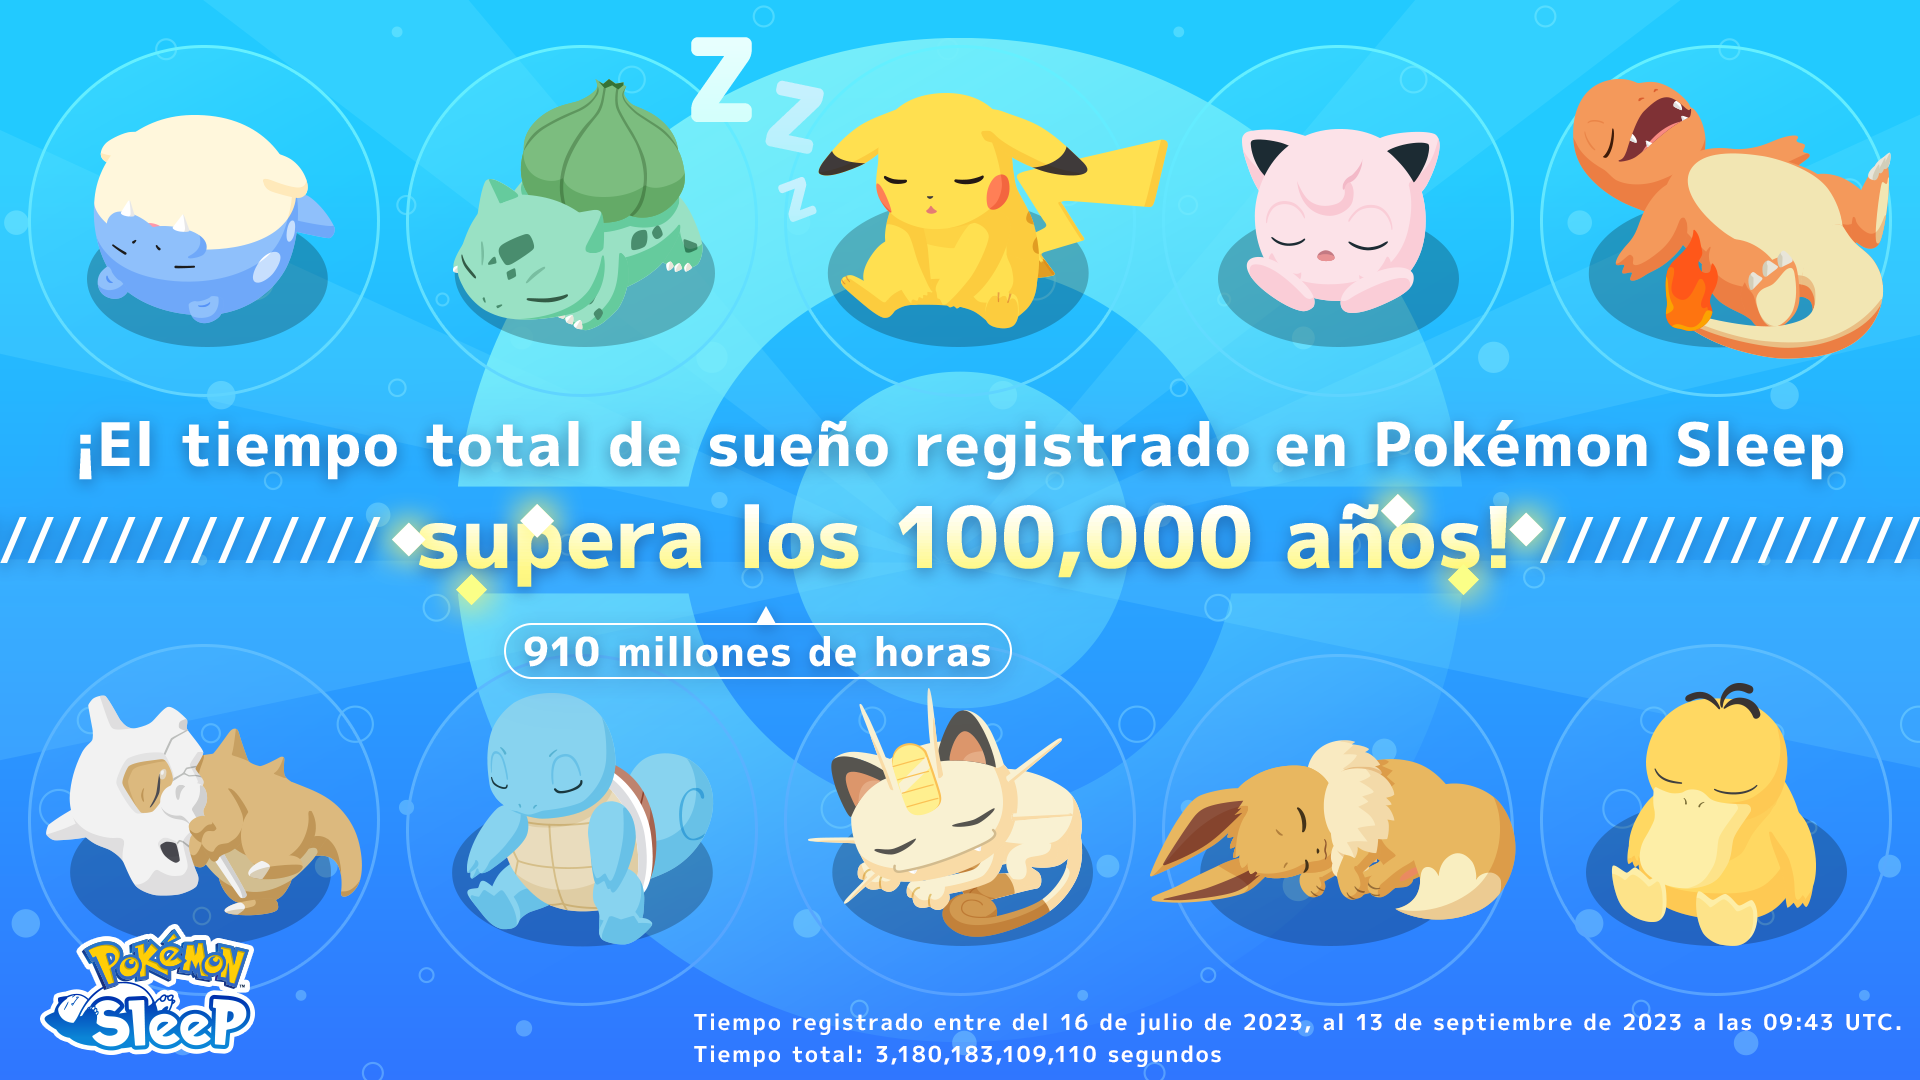 Z
Z
Z
¡El tiempo total de sueño registrado en Pokémon Sleep
supera los 100,000 años!
910 millones de horas
POKéMON
Sleep
Tiempo registrado entre del 16 de julio de 2023, al 13 de septiembre de 2023 a las 09:43 UTC.
Tiempo total: 3,180,183,109,110 segundos